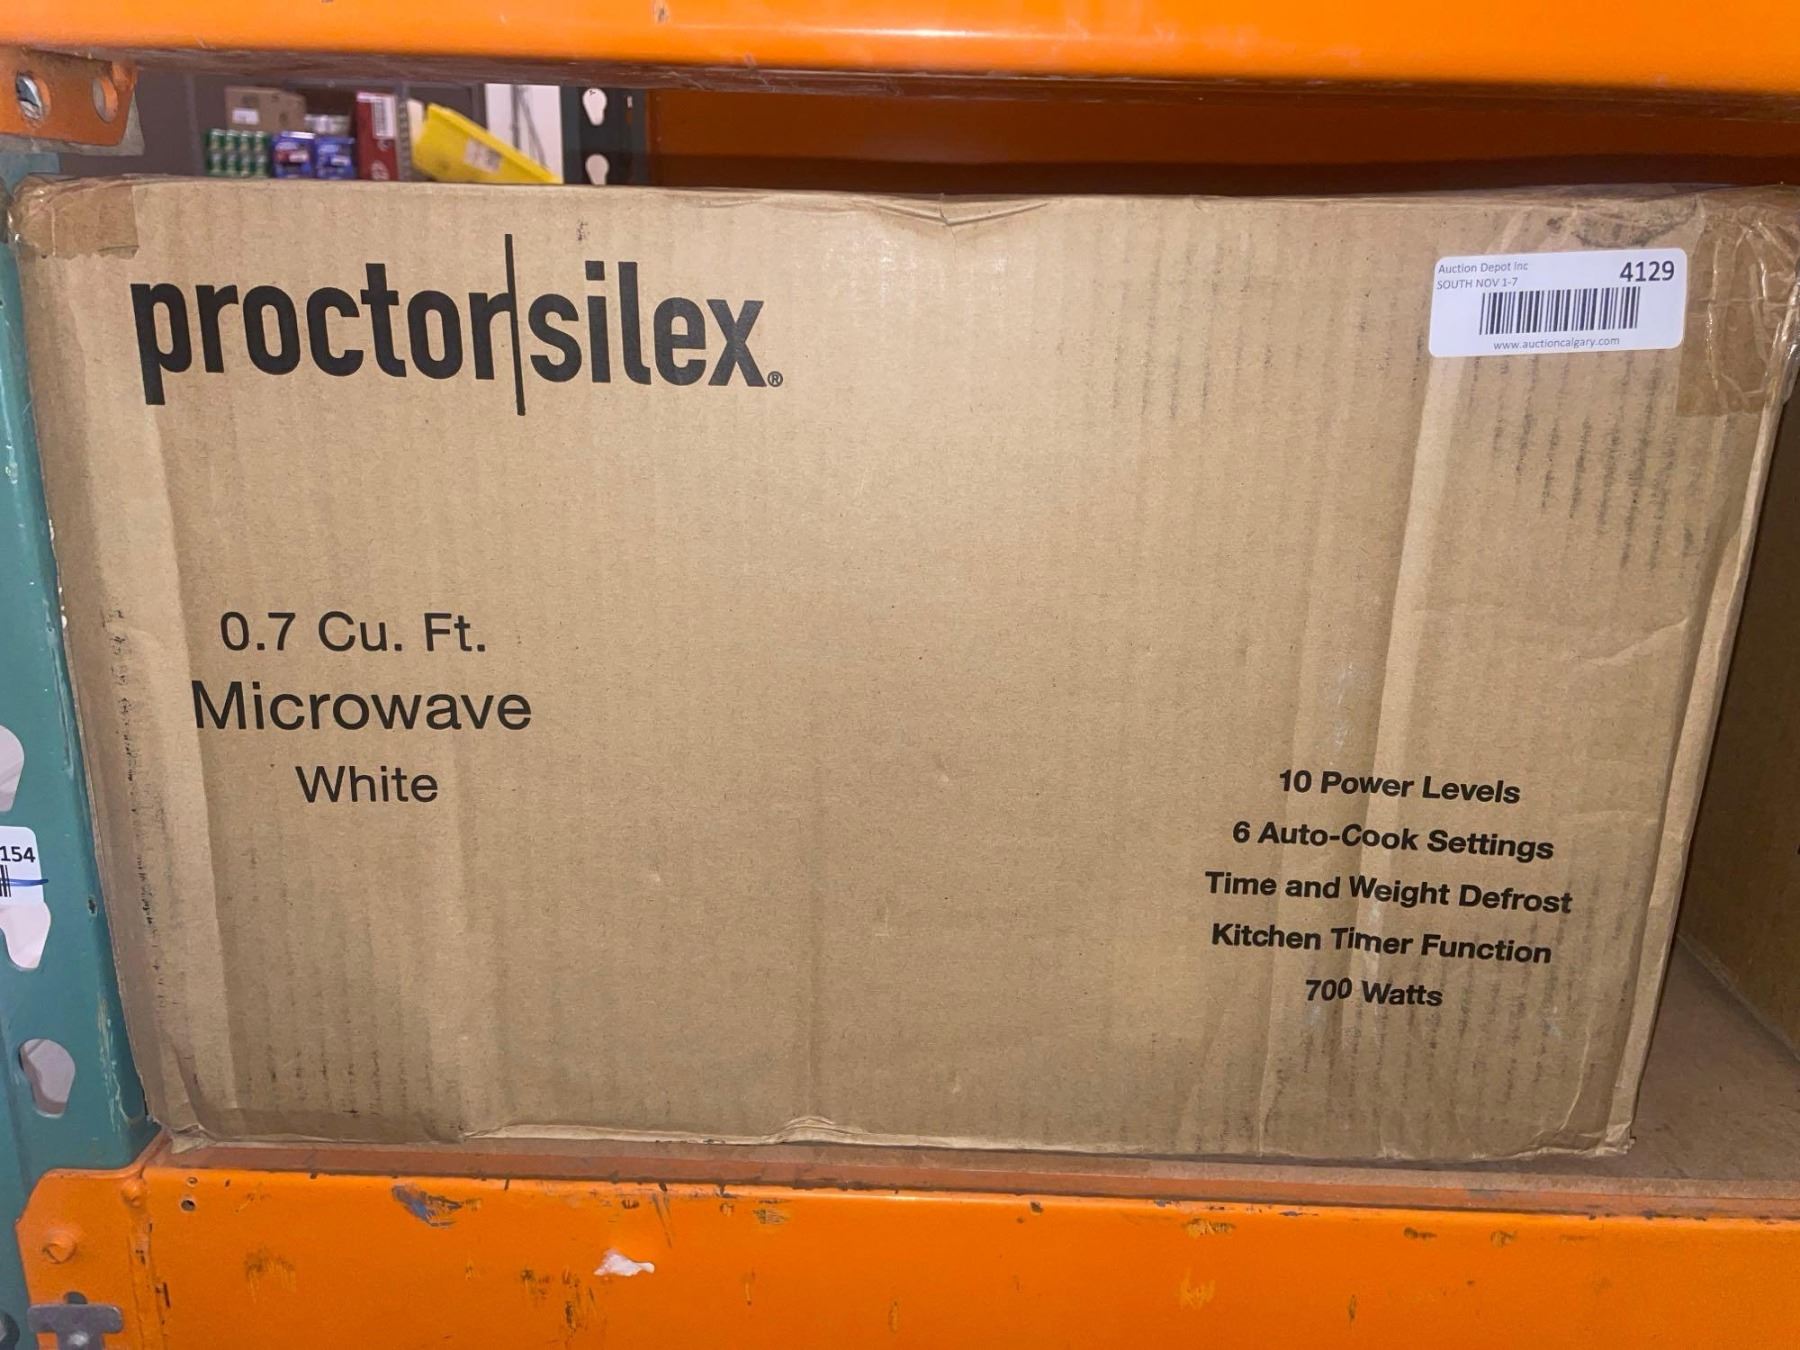 proctor|silex®
Auction Depot Inc
4129
SOUTH NOV 1-7
www.auctioncalgary.com
0.7 Cu. Ft.
Microwave
White
10 Power Levels
6 Auto-Cook Settings
Time and Weight Defrost
Kitchen Timer Function
700 Watts
154